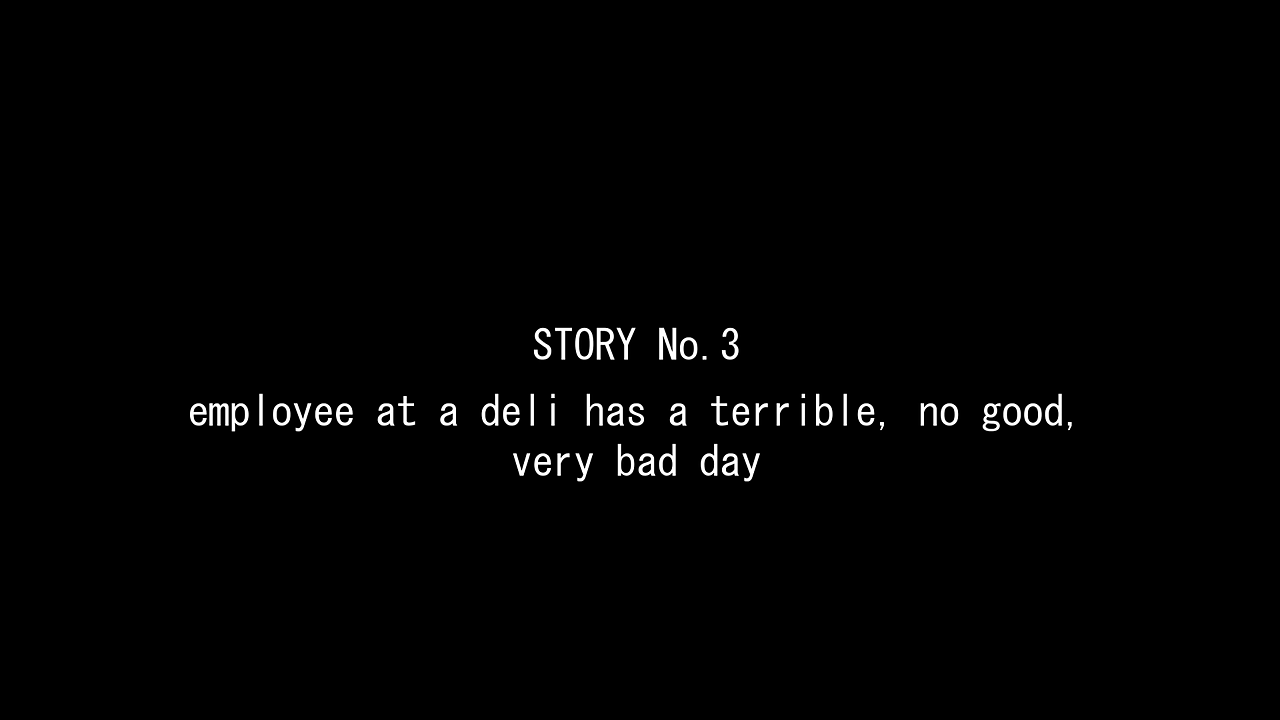 STORY No.3
employee at a deli has a terrible, no good,
very bad day